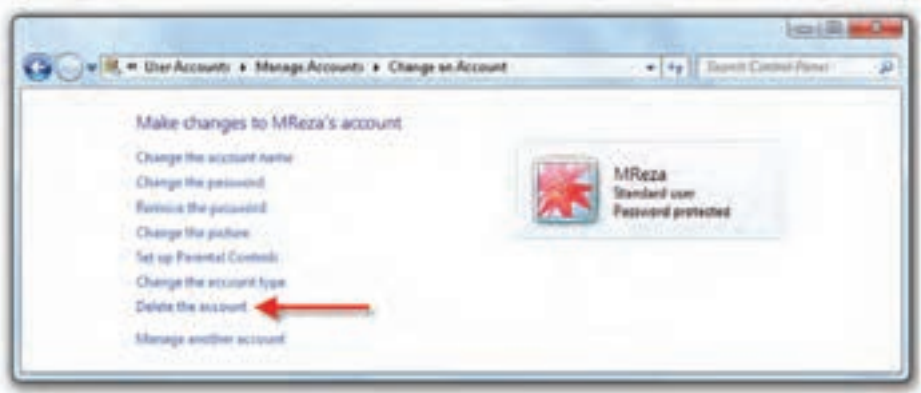 User Accounts ▸ Manage Accounts ▸ Change an Account
Search Control Panel
Make changes to MReza's account
Change the account name
Change the password
Remove the password
Change the picture
Set up Parental Controls
Change the account type
Delete the account
Manage another account
MReza
Standard user
Password protected